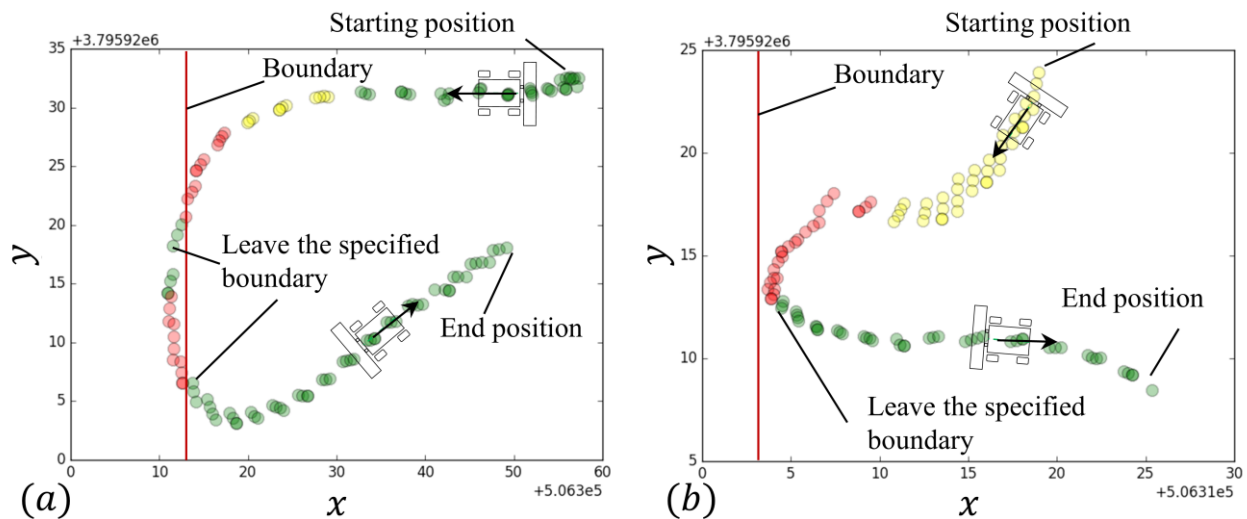 +3.79592e6
Starting position
Boundary
Leave the specified
boundary
End position
y
35
30
25
20
15
10
5
0
0
10
20
30
40
50
60
+5.063e5
(a)
x
+3.79592e6
Starting position
Boundary
End position
Leave the specified
boundary
y
25
20
15
10
5
0
5
10
15
20
25
30
+5.0631e5
(b)
x